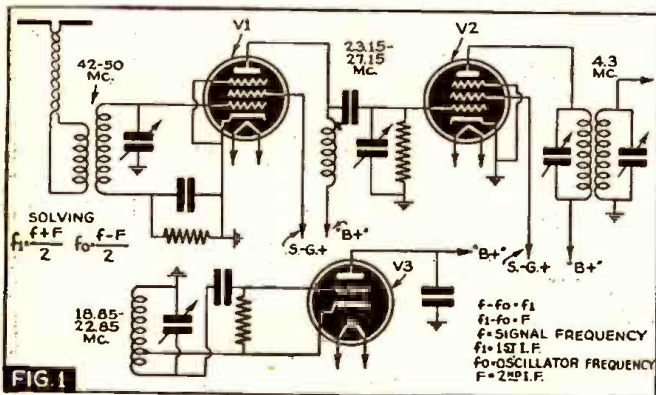 V1
23.15-
27.15
MC.
V2
4.3
MC.
42-50
MC.
SOLVING
f1=f+F/2 fo=f-F/2
S.-G.+
"B+"
S.-G.+
"B+"
18.85-
22.85
MC.
V3
"B+"
f-fo=f1
f1-fo=F
f=SIGNAL FREQUENCY
f1=1ST I.F.
fo=OSCILLATOR FREQUENCY
F=2ND I.F.
FIG.1